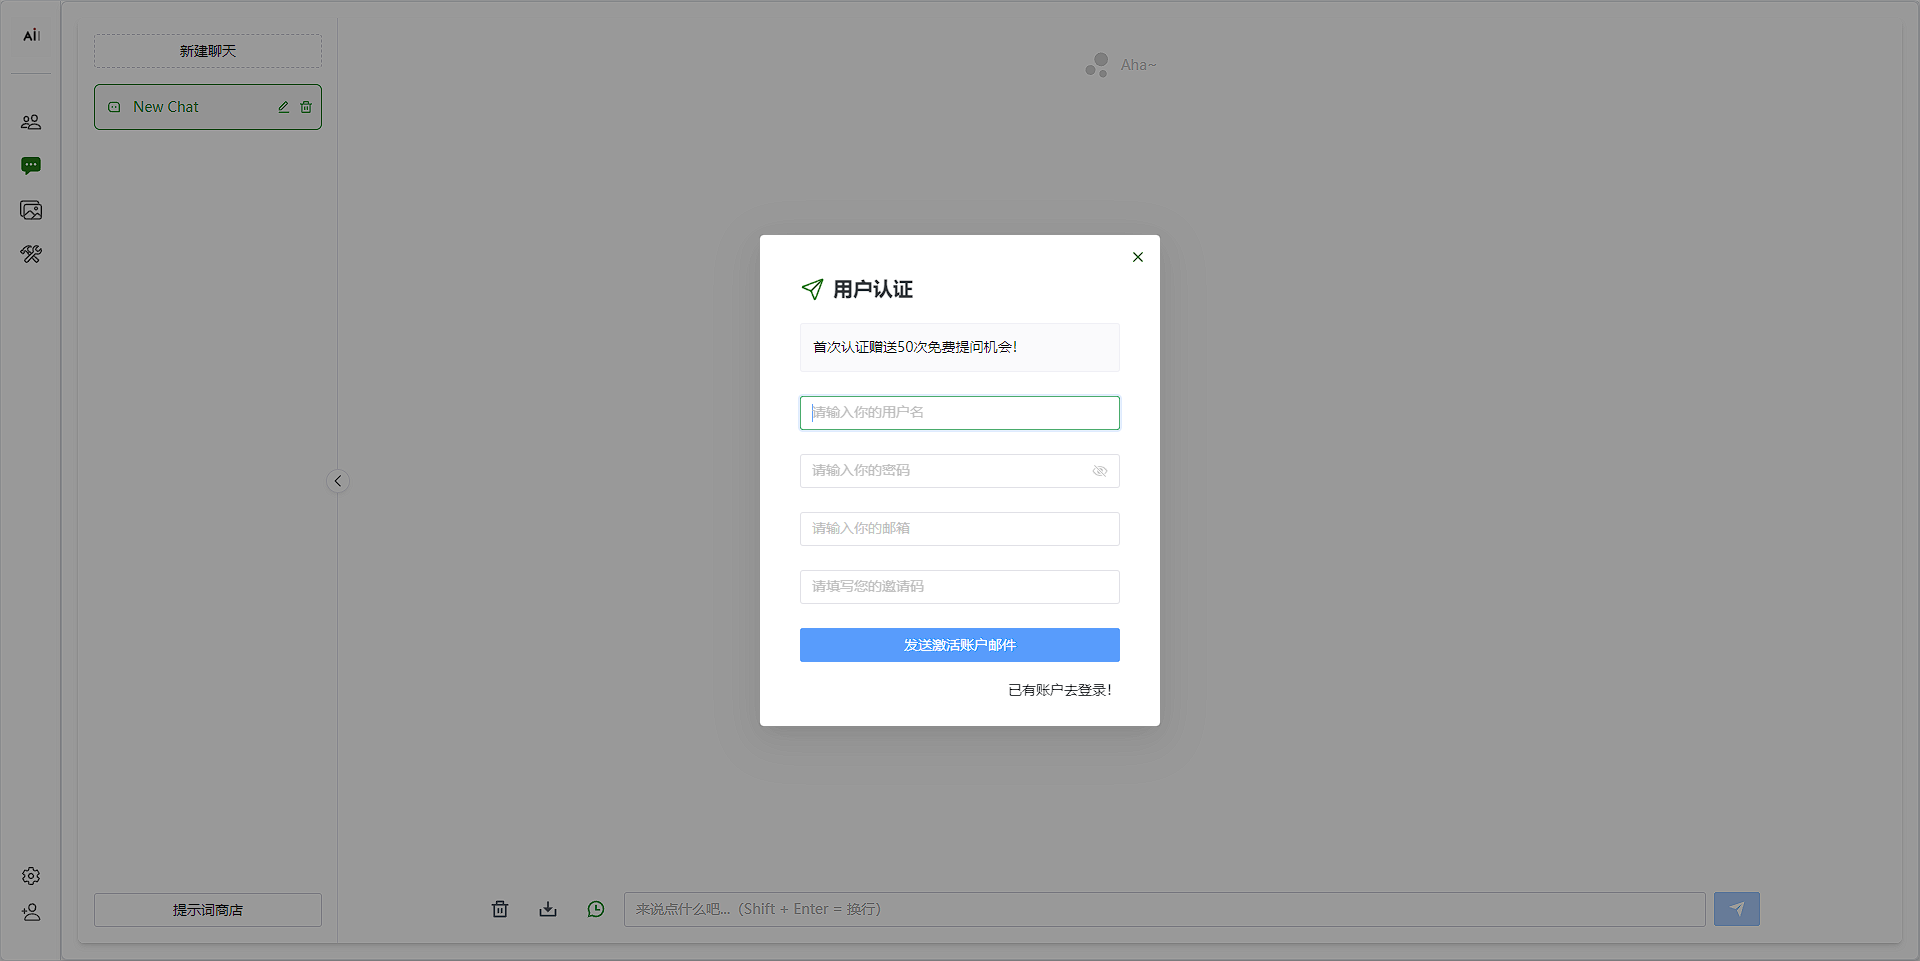 AiI
新建聊天
New Chat
Aha~
用户认证
首次认证赠送50次免费提问机会！
请输入你的用户名
请输入你的密码
请输入你的邮箱
请填写您的邀请码
发送激活账户邮件
已有账户去登录！
提示词商店
来说点什么吧...（Shift + Enter = 换行）